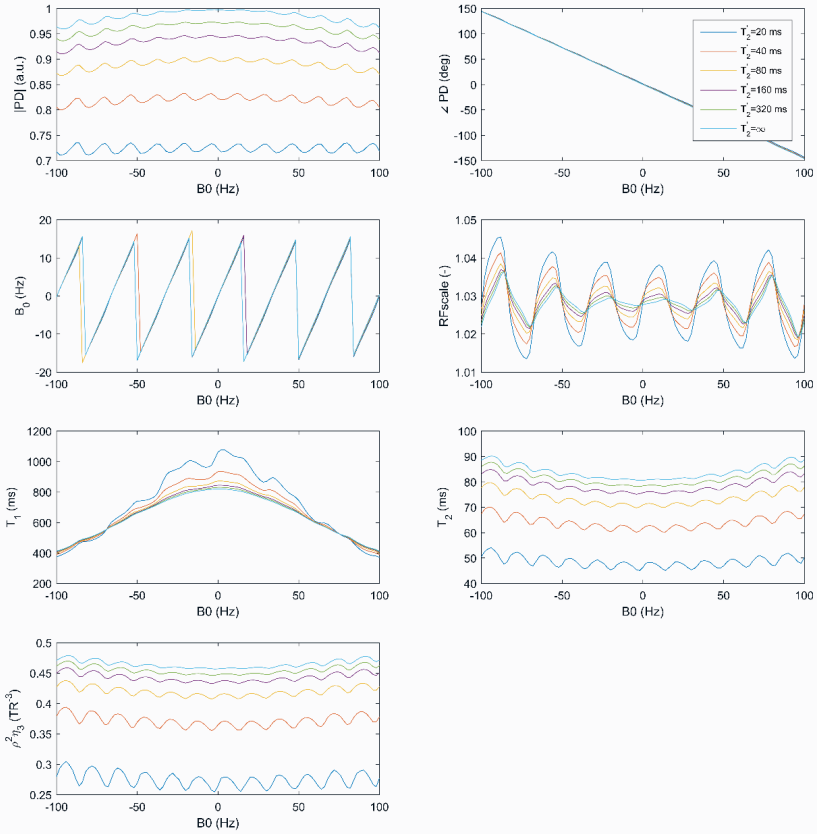 1
0.95
0.9
0.85
0.8
0.75
0.7
|PD| (a.u.)
-100 -50 0 50 100
B0 (Hz)
150
100
50
0
-50
-100
-150
∠ PD (deg)
-100 -50 0 50 100
B0 (Hz)
T₂'=20 ms
T₂'=40 ms
T₂'=80 ms
T₂'=160 ms
T₂'=320 ms
T₂'=∞
20
10
0
-10
-20
B₀ (Hz)
-100 -50 0 50 100
B0 (Hz)
1.05
1.04
1.03
1.02
1.01
RFscale (-)
-100 -50 0 50 100
B0 (Hz)
1200
1000
800
600
400
200
T₁ (ms)
-100 -50 0 50 100
B0 (Hz)
100
90
80
70
60
50
40
T₂ (ms)
-100 -50 0 50 100
B0 (Hz)
0.5
0.45
0.4
0.35
0.3
0.25
ρ²η₃ (TR⁻³)
-100 -50 0 50 100
B0 (Hz)